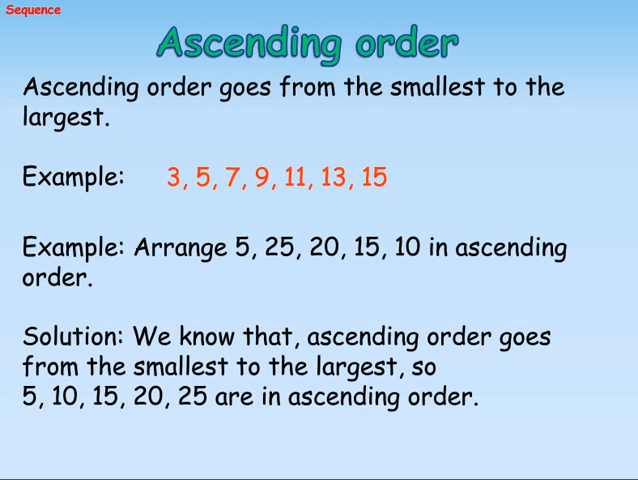 Sequence
Ascending order
Ascending order goes from the smallest to the
largest.
Example: 3, 5, 7, 9, 11, 13, 15
Example: Arrange 5, 25, 20, 15, 10 in ascending
order.
Solution: We know that, ascending order goes
from the smallest to the largest, so
5, 10, 15, 20, 25 are in ascending order.